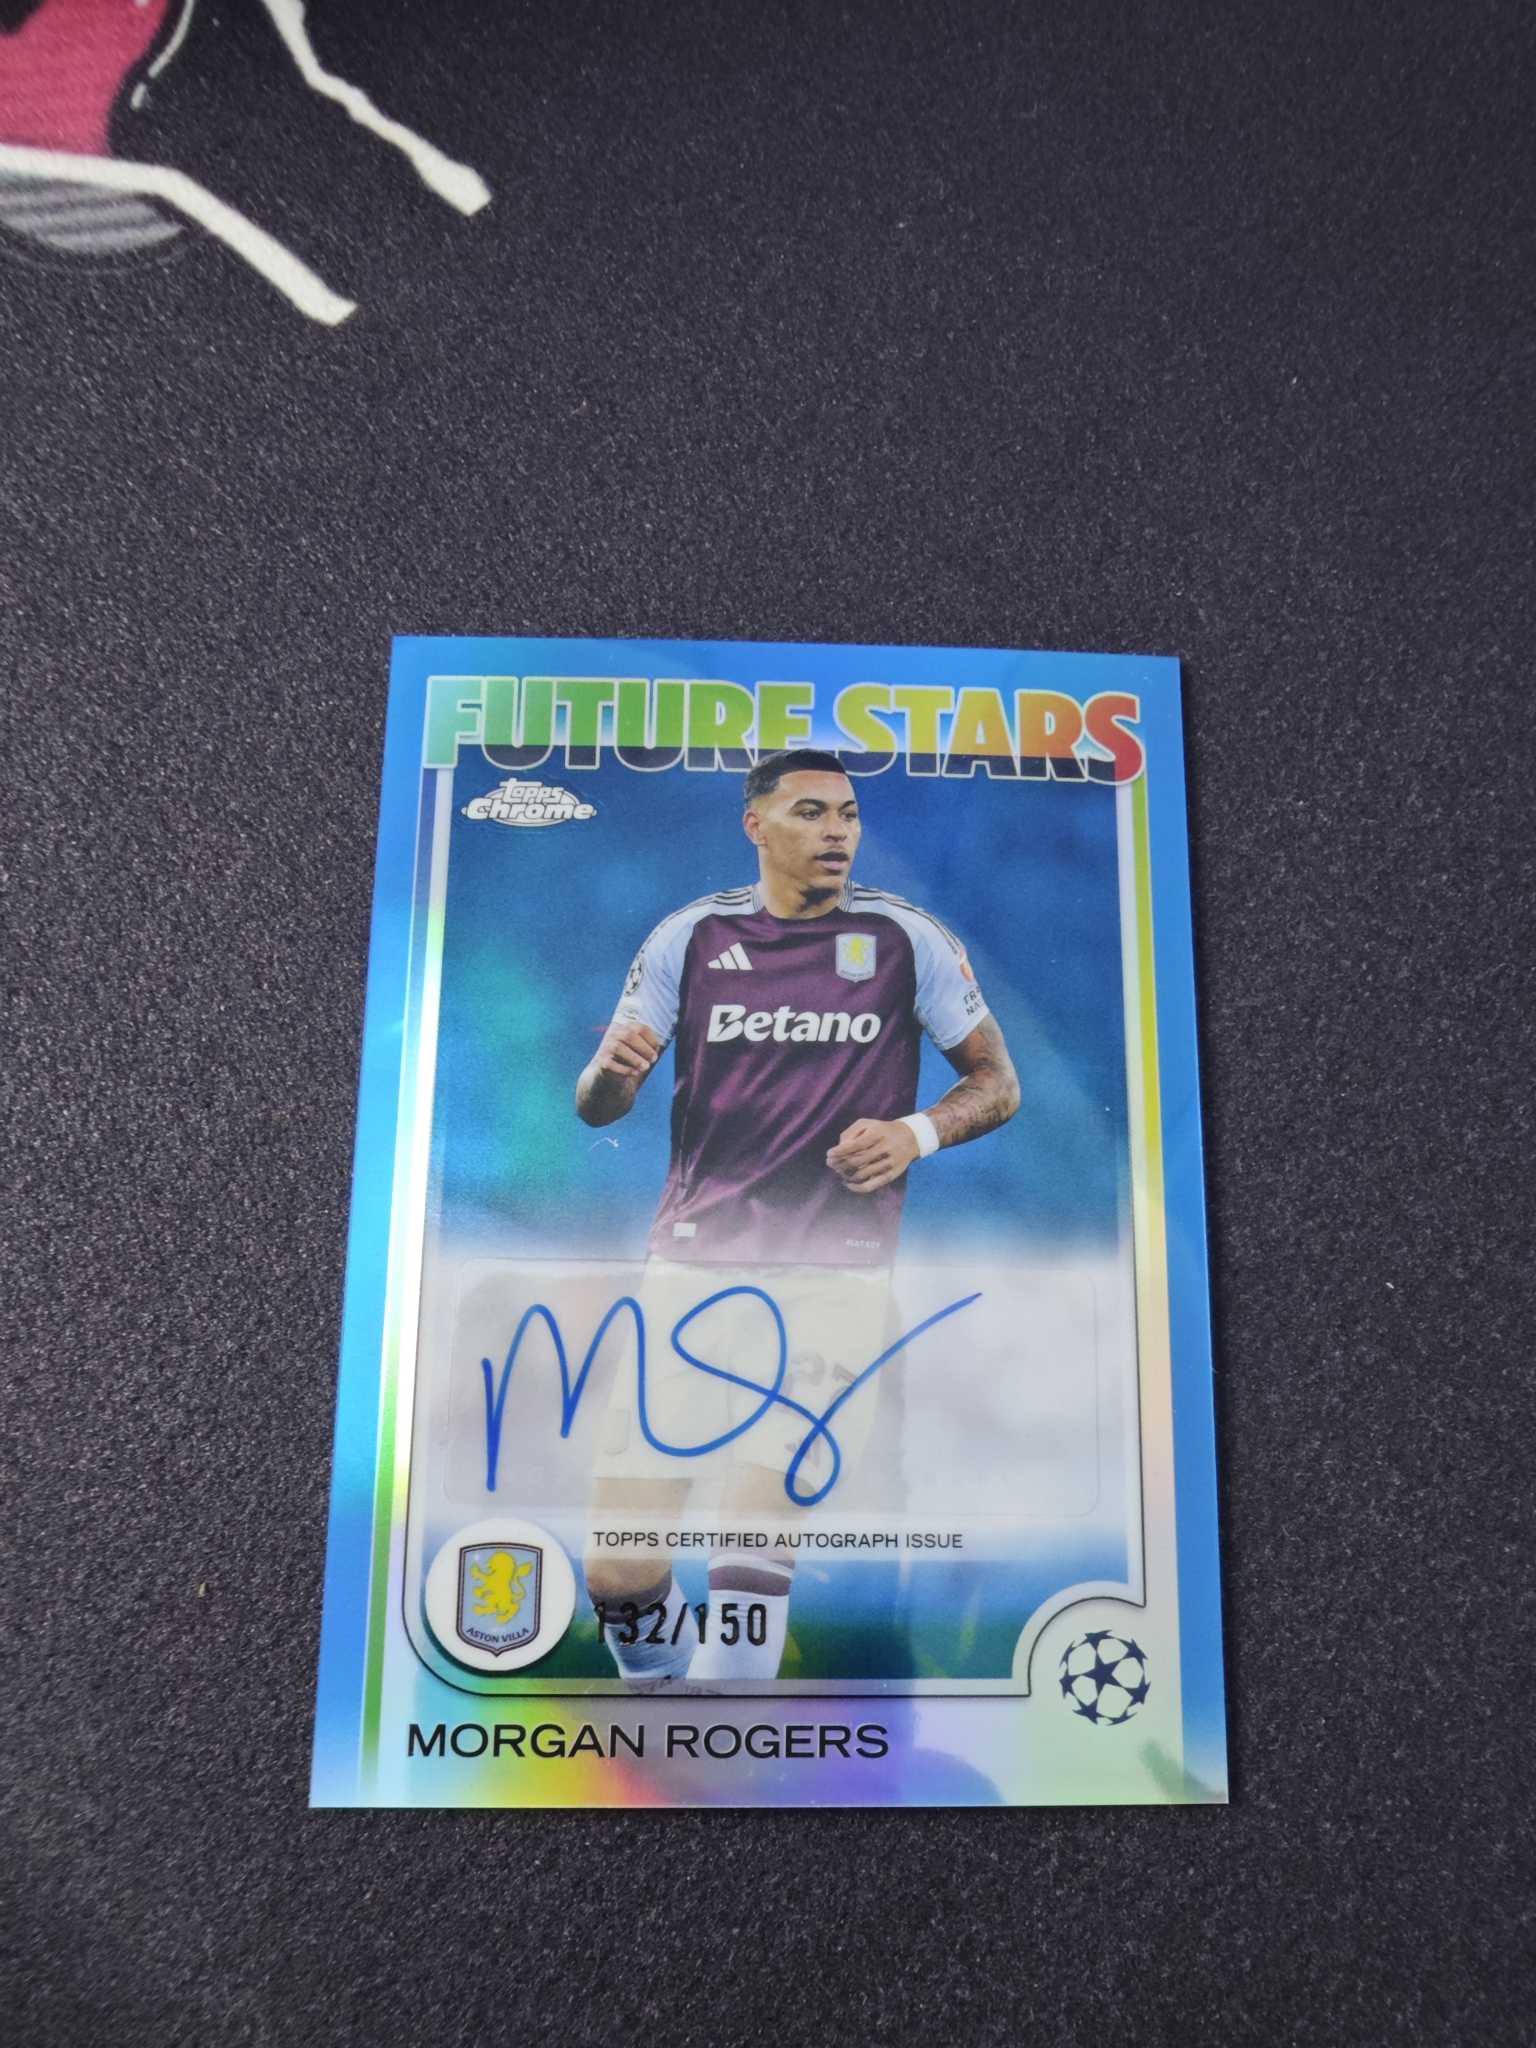 FUTURE STARS
topps
Chrome
Betano
ASTON VILLA
TOPPS CERTIFIED AUTOGRAPH ISSUE
132/150
MORGAN ROGERS